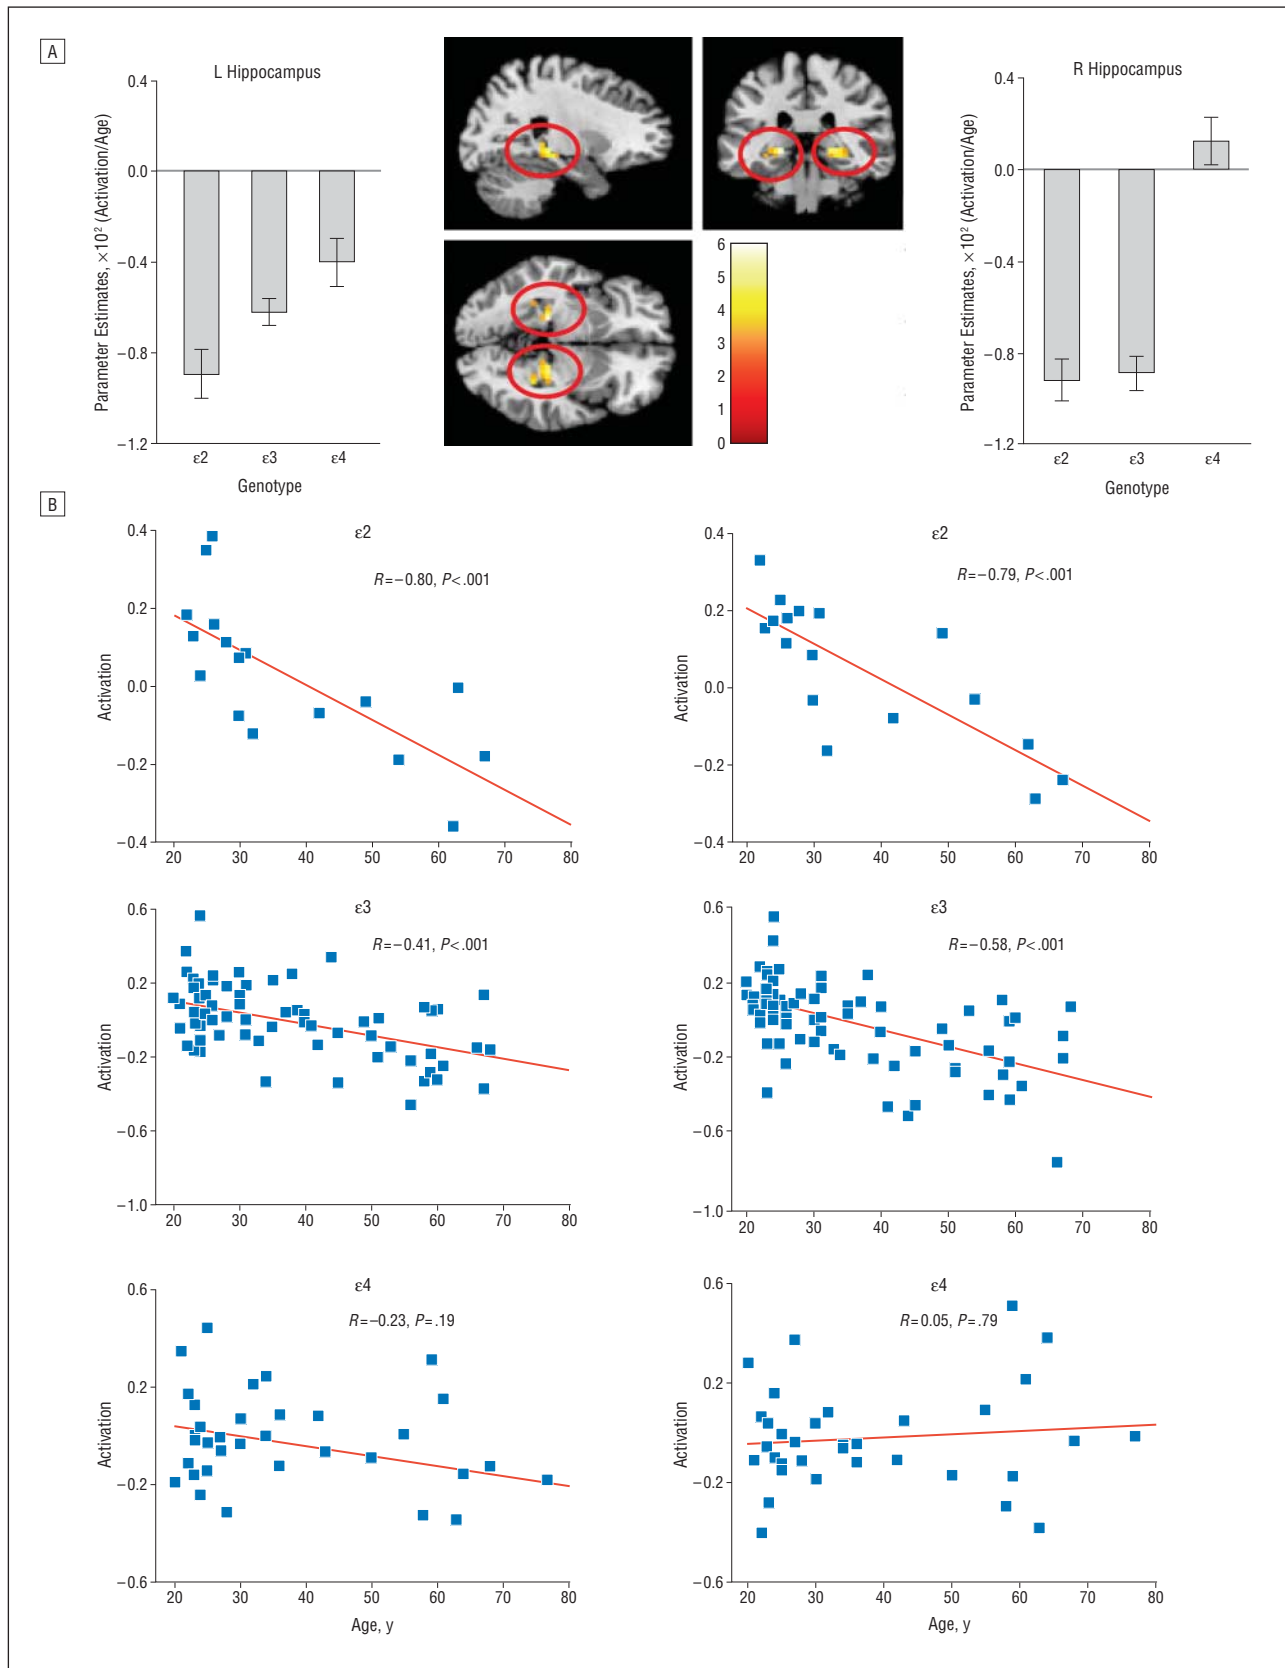 A
L Hippocampus
0.4
0.0
−0.4
−0.8
−1.2
Parameter Estimates, ×10² (Activation/Age)
ε2 ε3 ε4
Genotype
6
5
4
3
2
1
0
R Hippocampus
0.4
0.0
−0.4
−0.8
−1.2
Parameter Estimates, ×10² (Activation/Age)
ε2 ε3 ε4
Genotype
B
ε2
R=−0.80, P<.001
0.4
0.2
0.0
−0.2
−0.4
Activation
20 30 40 50 60 70 80
ε2
R=−0.79, P<.001
0.4
0.2
0.0
−0.2
−0.4
Activation
20 30 40 50 60 70 80
ε3
R=−0.41, P<.001
0.6
0.2
−0.2
−0.6
−1.0
Activation
20 30 40 50 60 70 80
ε3
R=−0.58, P<.001
0.6
0.2
−0.2
−0.6
−1.0
Activation
20 30 40 50 60 70 80
ε4
R=−0.23, P=.19
0.6
0.2
−0.2
−0.6
Activation
20 30 40 50 60 70 80
Age, y
ε4
R=0.05, P=.79
0.6
0.2
−0.2
−0.6
Activation
20 30 40 50 60 70 80
Age, y